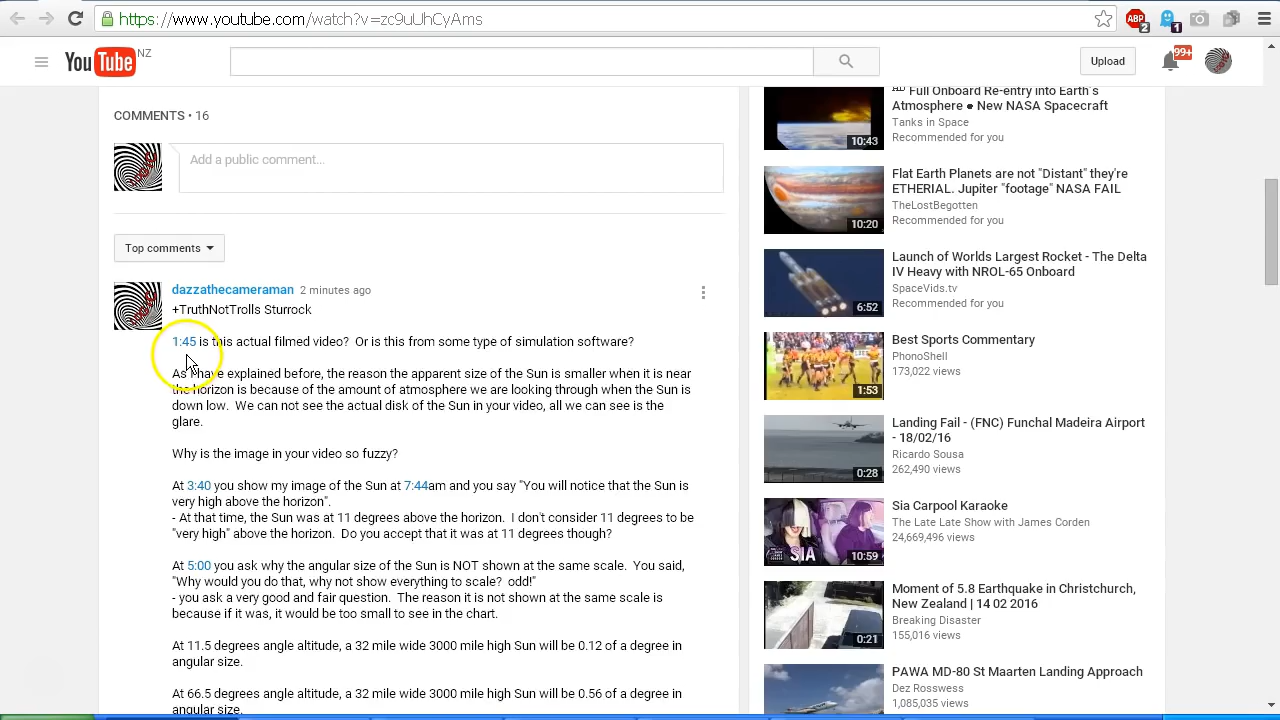 https://www.youtube.com/watch?v=zc9uUhCyAds
ABP
2
1
YouTube NZ
Upload
99+
COMMENTS • 16
Add a public comment...
Top comments
dazzathecameraman 2 minutes ago
+TruthNotTrolls Sturrock
1:45 is this actual filmed video? Or is this from some type of simulation software?
As explained before, the reason the apparent size of the Sun is smaller when it is near
the horizon is because of the amount of atmosphere we are looking through when the Sun is
down low. We can not see the actual disk of the Sun in your video, all we can see is the
glare.
Why is the image in your video so fuzzy?
At 3:40 you show my image of the Sun at 7:44am and you say "You will notice that the Sun is
very high above the horizon".
- At that time, the Sun was at 11 degrees above the horizon. I don't consider 11 degrees to be
"very high" above the horizon. Do you accept that it was at 11 degrees though?
At 5:00 you ask why the angular size of the Sun is NOT shown at the same scale. You said,
"Why would you do that, why not show everything to scale? odd!"
You ask a very good and fair question. The reason it is not shown at the same scale is
because if it was, it would be so small to see in the chart.
At 11.5 degrees angle altitude, a 32 mile wide 3000 mile high Sun will be 0.12 of a degree in
angular size.
At 66.5 degrees angle altitude, a 32 mile wide 3000 mile high Sun will be 0.56 of a degree in
angular size.
Full Onboard Re-entry into Earth's
Atmosphere • New NASA Spacecraft
Tanks in Space
Recommended for you
10:43
Flat Earth Planets are not "Distant" they're
ETHERIAL. Jupiter "footage" NASA FAIL
TheLostBegotten
Recommended for you
10:20
Launch of Worlds Largest Rocket - The Delta
IV Heavy with NROL-65 Onboard
SpaceVids.tv
Recommended for you
6:52
Best Sports Commentary
PhonoShell
173,022 views
1:53
Landing Fail - (FNC) Funchal Madeira Airport
- 18/02/16
Ricardo Sousa
262,490 views
0:28
Sia Carpool Karaoke
The Late Late Show with James Corden
24,669,496 views
SIA
10:59
Moment of 5.8 Earthquake in Christchurch,
New Zealand | 14 02 2016
Breaking Disaster
155,016 views
0:21
PAWA MD-80 St Maarten Landing Approach
Dez Rosswess
1,085,035 views